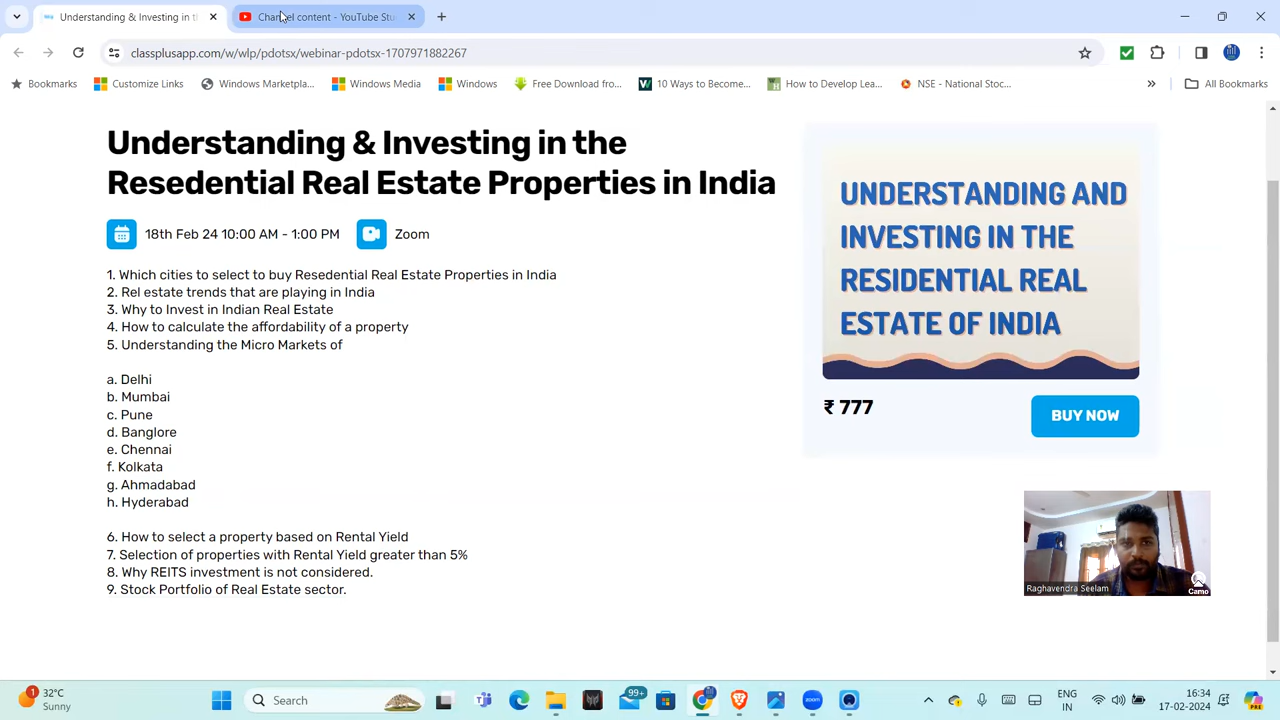 Understanding & Investing in t
Channel content - YouTube Stu
classplusapp.com/w/wlp/pdotsx/webinar-pdotsx-1707971882267
Bookmarks
Customize Links
Windows Marketpla...
Windows Media
Windows
Free Download fro...
10 Ways to Become...
How to Develop Lea...
NSE - National Stoc...
All Bookmarks
Understanding & Investing in the
Resedential Real Estate Properties in India
18th Feb 24 10:00 AM - 1:00 PM
Zoom
1. Which cities to select to buy Resedential Real Estate Properties in India
2. Rel estate trends that are playing in India
3. Why to Invest in Indian Real Estate
4. How to calculate the affordability of a property
5. Understanding the Micro Markets of
a. Delhi
b. Mumbai
c. Pune
d. Banglore
e. Chennai
f. Kolkata
g. Ahmadabad
h. Hyderabad
6. How to select a property based on Rental Yield
7. Selection of properties with Rental Yield greater than 5%
8. Why REITS investment is not considered.
9. Stock Portfolio of Real Estate sector.
UNDERSTANDING AND
INVESTING IN THE
RESIDENTIAL REAL
ESTATE OF INDIA
₹ 777
BUY NOW
Raghavendra Seelam
Camo
1
32°C
Sunny
Search
99+
zoom
ENG
IN
16:34
17-02-2024
PRE